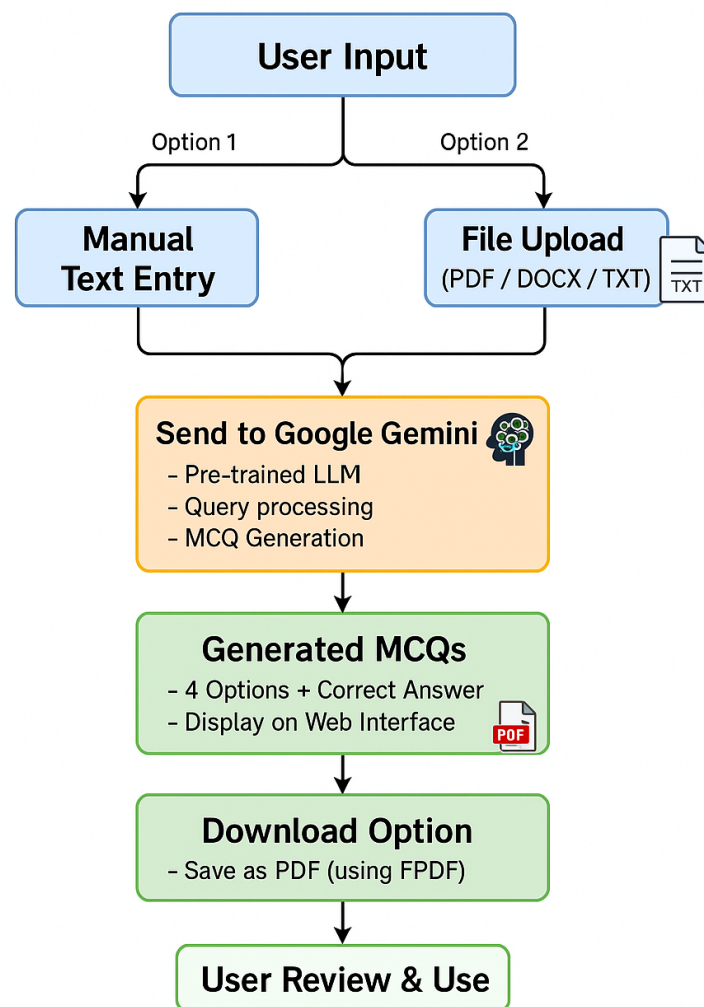 User Input
Option 1
Option 2
Manual
Text Entry
File Upload
(PDF / DOCX / TXT)
TXT
Send to Google Gemini
- Pre-trained LLM
- Query processing
- MCQ Generation
Generated MCQs
- 4 Options + Correct Answer
- Display on Web Interface
POF
Download Option
- Save as PDF (using FPDF)
User Review & Use